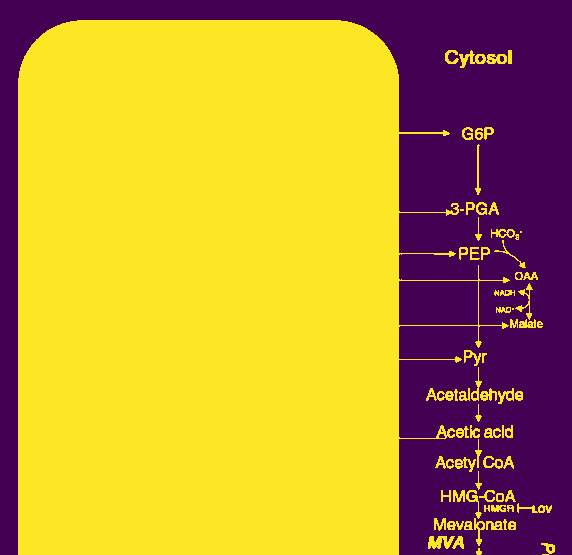 Cytosol
G6P
3-PGA
HCO3-
PEP
OAA
NADH
NAD+
Malate
Pyr
Acetaldehyde
Acetic acid
Acetyl CoA
HMG-CoA
HMGR LOV
Mevalonate
MVA